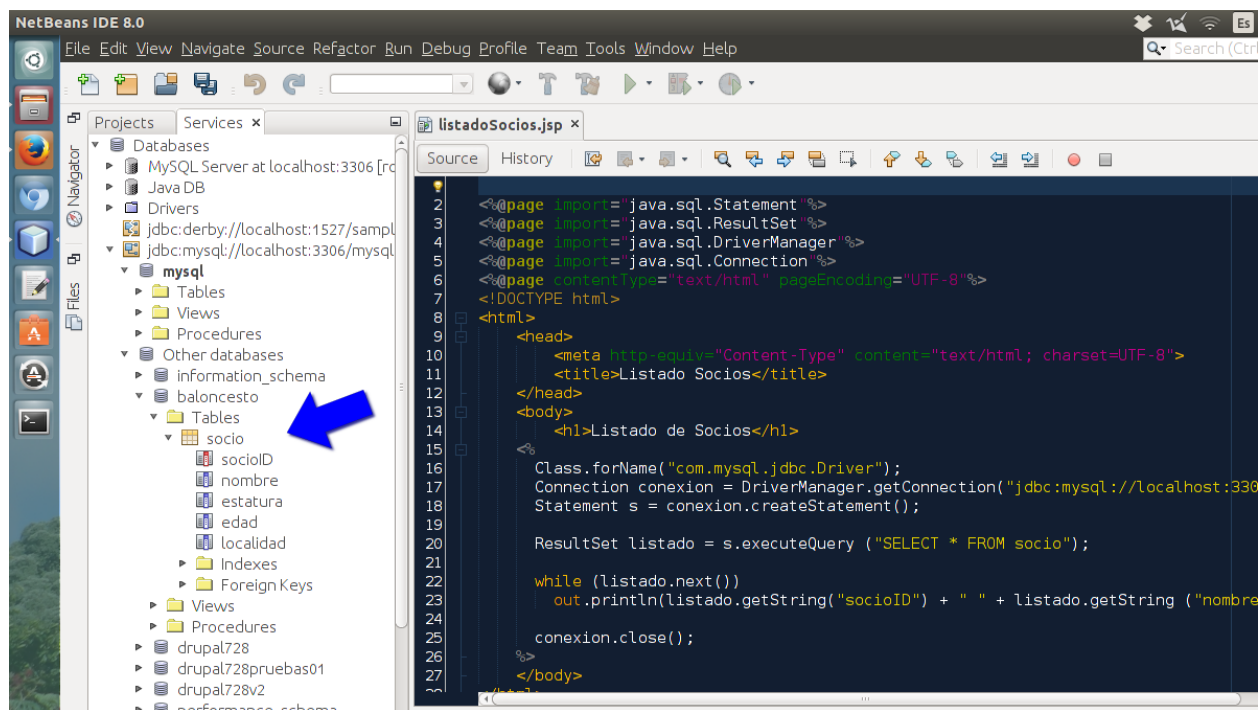 NetBeans IDE 8.0
Es
File Edit View Navigate Source Refactor Run Debug Profile Team Tools Window Help
Search (Ctr
Projects
Services ×
Navigator
Files
Databases
MySQL Server at localhost:3306 [ro
Java DB
Drivers
jdbc:derby://localhost:1527/sampl
jdbc:mysql://localhost:3306/mysql
mysql
Tables
Views
Procedures
Other databases
information_schema
baloncesto
Tables
socio
socioID
nombre
estatura
edad
localidad
Indexes
Foreign Keys
Views
Procedures
drupal728
drupal728pruebas01
drupal728v2
performance_schema
listadoSocios.jsp ×
Source History
2 <%@page import="java.sql.Statement"%>
3 <%@page import="java.sql.ResultSet"%>
4 <%@page import="java.sql.DriverManager"%>
5 <%@page import="java.sql.Connection"%>
6 <%@page contentType="text/html" pageEncoding="UTF-8"%>
7 <!DOCTYPE html>
8 <html>
9 <head>
10 <meta http-equiv="Content-Type" content="text/html; charset=UTF-8">
11 <title>Listado Socios</title>
12 </head>
13 <body>
14 <h1>Listado de Socios</h1>
15 <%
16 Class.forName("com.mysql.jdbc.Driver");
17 Connection conexion = DriverManager.getConnection("jdbc:mysql://localhost:330
18 Statement s = conexion.createStatement();
19
20 ResultSet listado = s.executeQuery ("SELECT * FROM socio");
21
22 while (listado.next())
23 out.println(listado.getString("socioID") + " " + listado.getString ("nombre
24
25 conexion.close();
26 %>
27 </body>
28 </html>